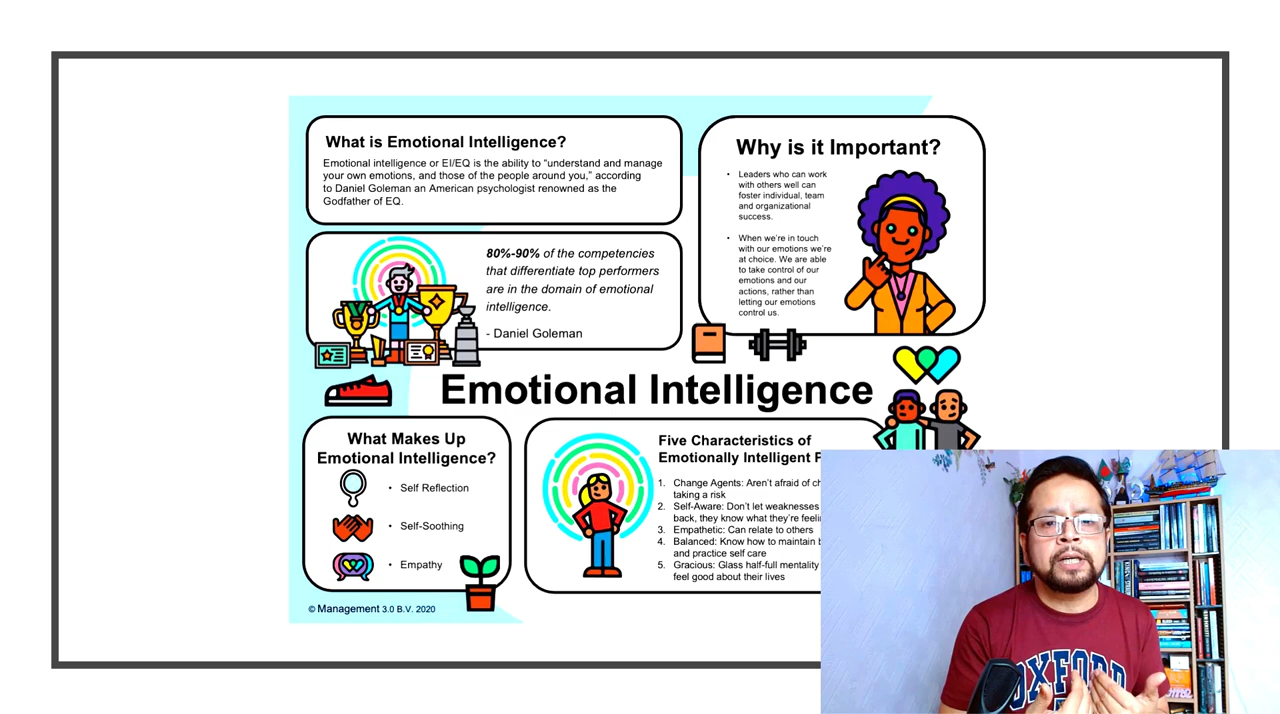 What is Emotional Intelligence?
Emotional intelligence or EI/EQ is the ability to “understand and manage
your own emotions, and those of the people around you,” according
to Daniel Goleman an American psychologist renowned as the
Godfather of EQ.
80%-90% of the competencies
that differentiate top performers
are in the domain of emotional
intelligence.
- Daniel Goleman
Why is it Important?
• Leaders who can work
with others well can
foster individual, team
and organizational
success.
• When we’re in touch
with our emotions we’re
at choice. We are able
to take control of our
emotions and our
actions, rather than
letting our emotions
control us.
Emotional Intelligence
What Makes Up
Emotional Intelligence?
• Self Reflection
• Self-Soothing
• Empathy
© Management 3.0 B.V. 2020
Five Characteristics of
Emotionally Intelligent
1. Change Agents: Aren’t afraid of
taking a risk
2. Self-Aware: Don’t let weaknesses
back, they know what they’re
3. Empathetic: Can relate to others
4. Balanced: Know how to maintain
and practice self care
5. Gracious: Glass half-full mentality
feel good about their lives
OXFORD